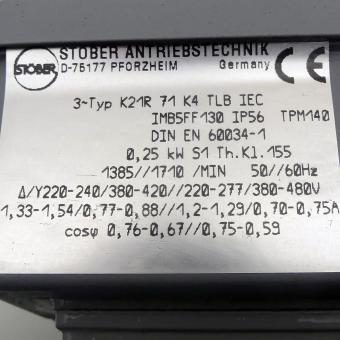 STÖBER ANTRIEBSTECHNIK
D-75177 PFORZHEIM Germany
STÖBER
CE
3~Typ K21R 71 K4 TLB IEC
IMB5FF130 IP56 TPM140
DIN EN 60034-1
0,25 kW S1 Th.Kl.155
1385//1710 /MIN 50//60Hz
Δ/Y220-240/380-420//220-277/380-480V
1,33-1,54/0,77-0,88//1,2-1,29/0,70-0,75A
cosφ 0,76-0,67//0,75-0,59